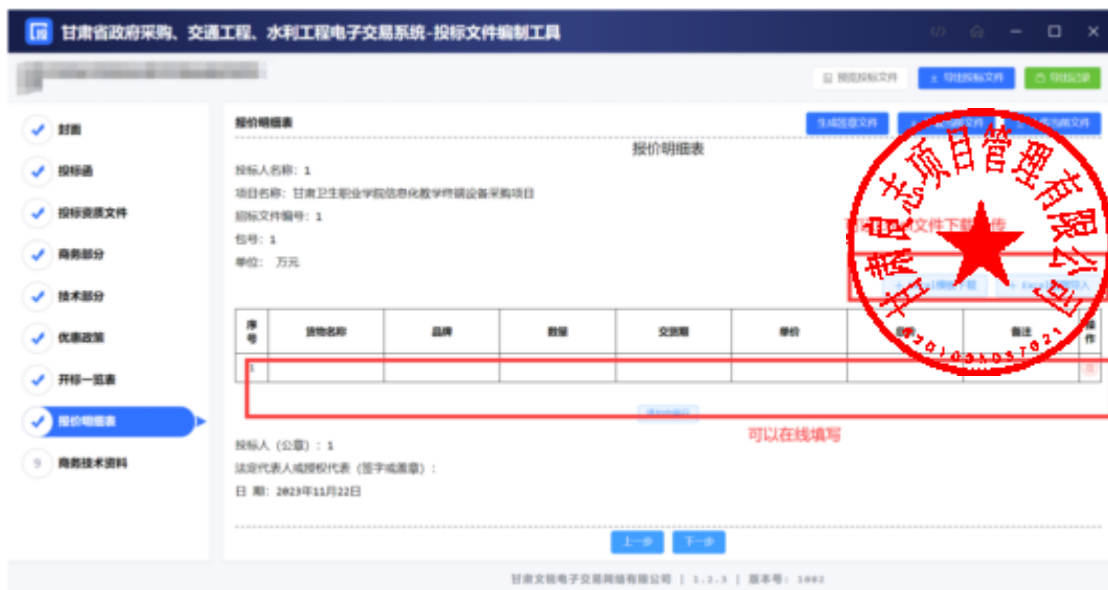 甘肃省政府采购、交通工程、水利工程电子交易系统-投标文件编制工具
预览投标文件
导出投标文件
导出记录
封面
投标函
投标资质文件
商务部分
技术部分
优惠政策
开标一览表
报价明细表
9 商务技术资料
报价明细表
生成签章文件
报价明细表
投标人名称: 1
项目名称: 甘肃卫生职业学院信息化教学终端设备采购项目
招标文件编号: 1
包号: 1
单位: 万元
序号 货物名称 品牌 数量 交货期 单价 备注 操作
1
可以在线填写
投标人 (公章) : 1
法定代表人或授权代表 (签字或盖章) :
日 期: 2023年11月22日
上一步 下一步
甘肃文锐电子交易网络有限公司 | 1.2.3 | 版本号: 1002